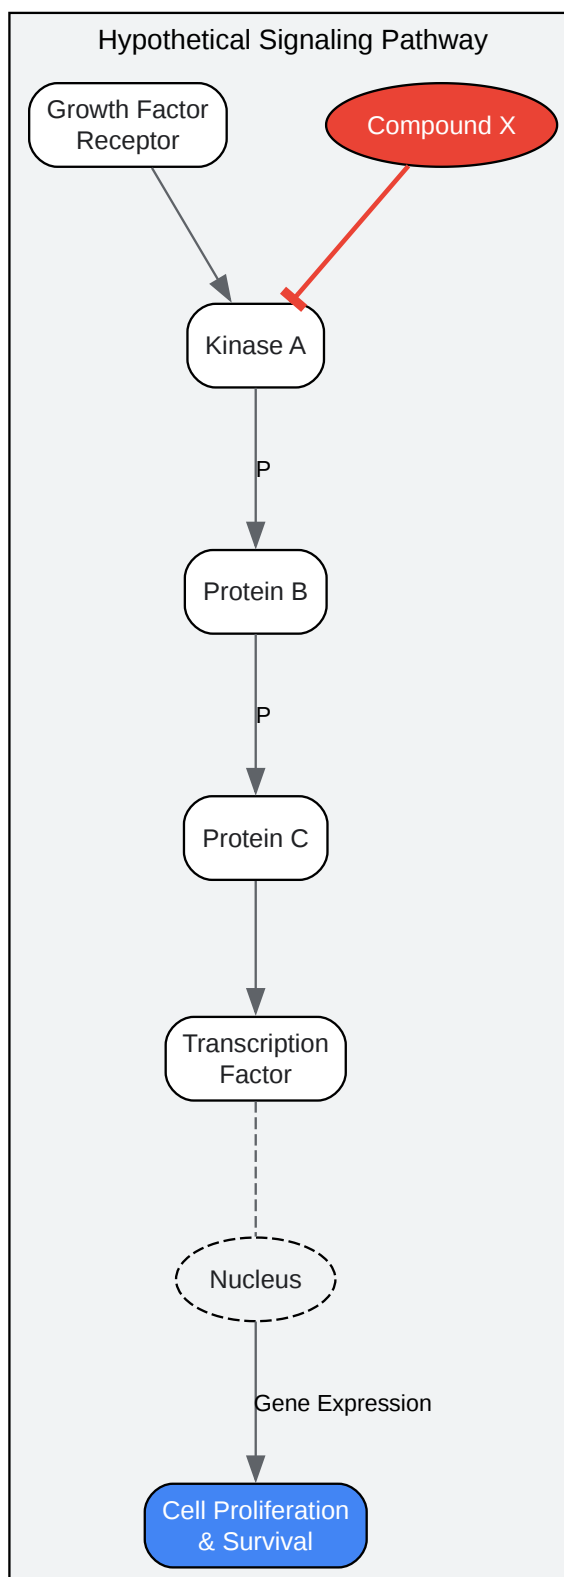 Hypothetical Signaling Pathway
Growth Factor
Receptor
Compound X
Kinase A
P
Protein B
P
Protein C
Transcription
Factor
Nucleus
Gene Expression
Cell Proliferation
& Survival